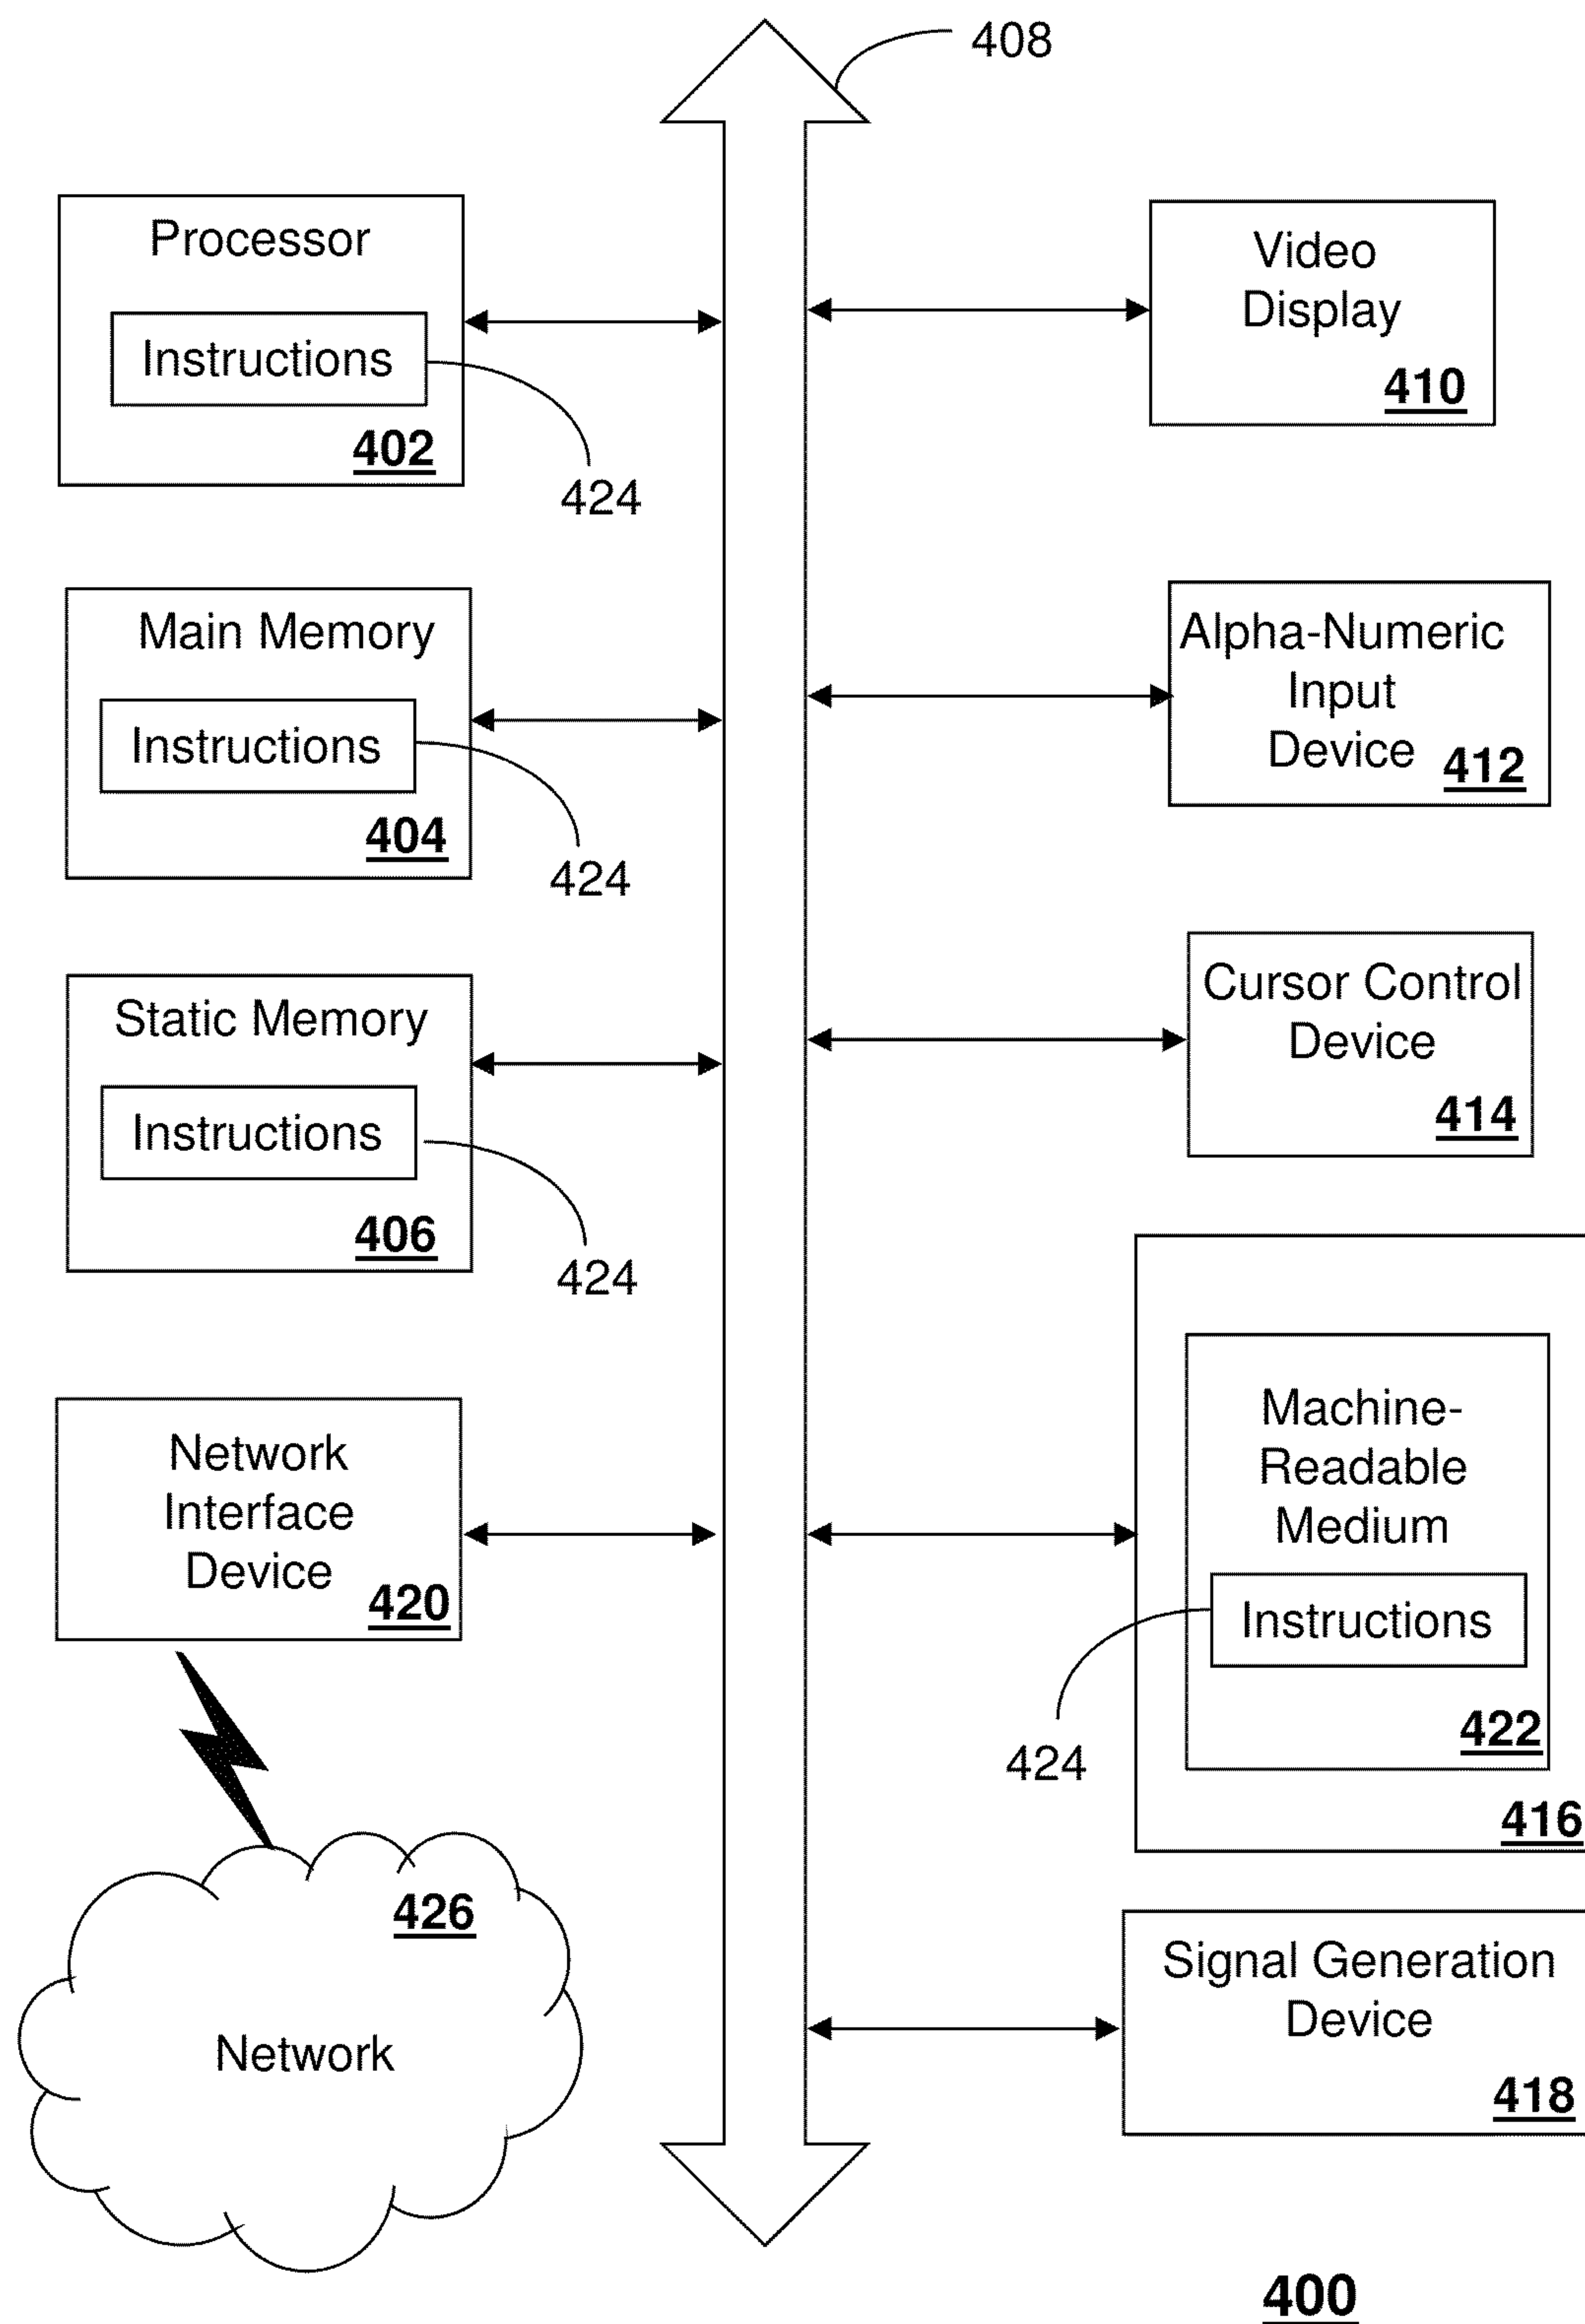 408
Processor
Instructions
402
424
Main Memory
Instructions
404
424
Static Memory
Instructions
406
424
Network
Interface
Device
420
426
Network
Video
Display
410
Alpha-Numeric
Input
Device
412
Cursor Control
Device
414
Machine-
Readable
Medium
Instructions
424
422
416
Signal Generation
Device
418
400